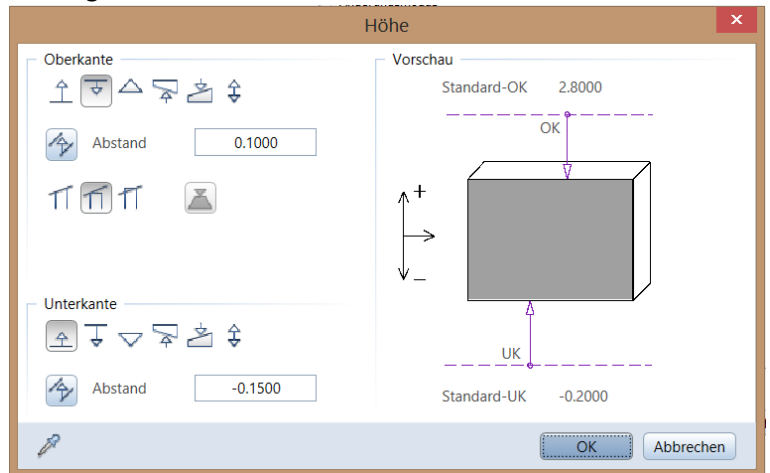 Höhe
Oberkante
Abstand 0.1000
Unterkante
Abstand -0.1500
Vorschau
Standard-OK 2.8000
OK
+
–
UK
Standard-UK -0.2000
OK Abbrechen